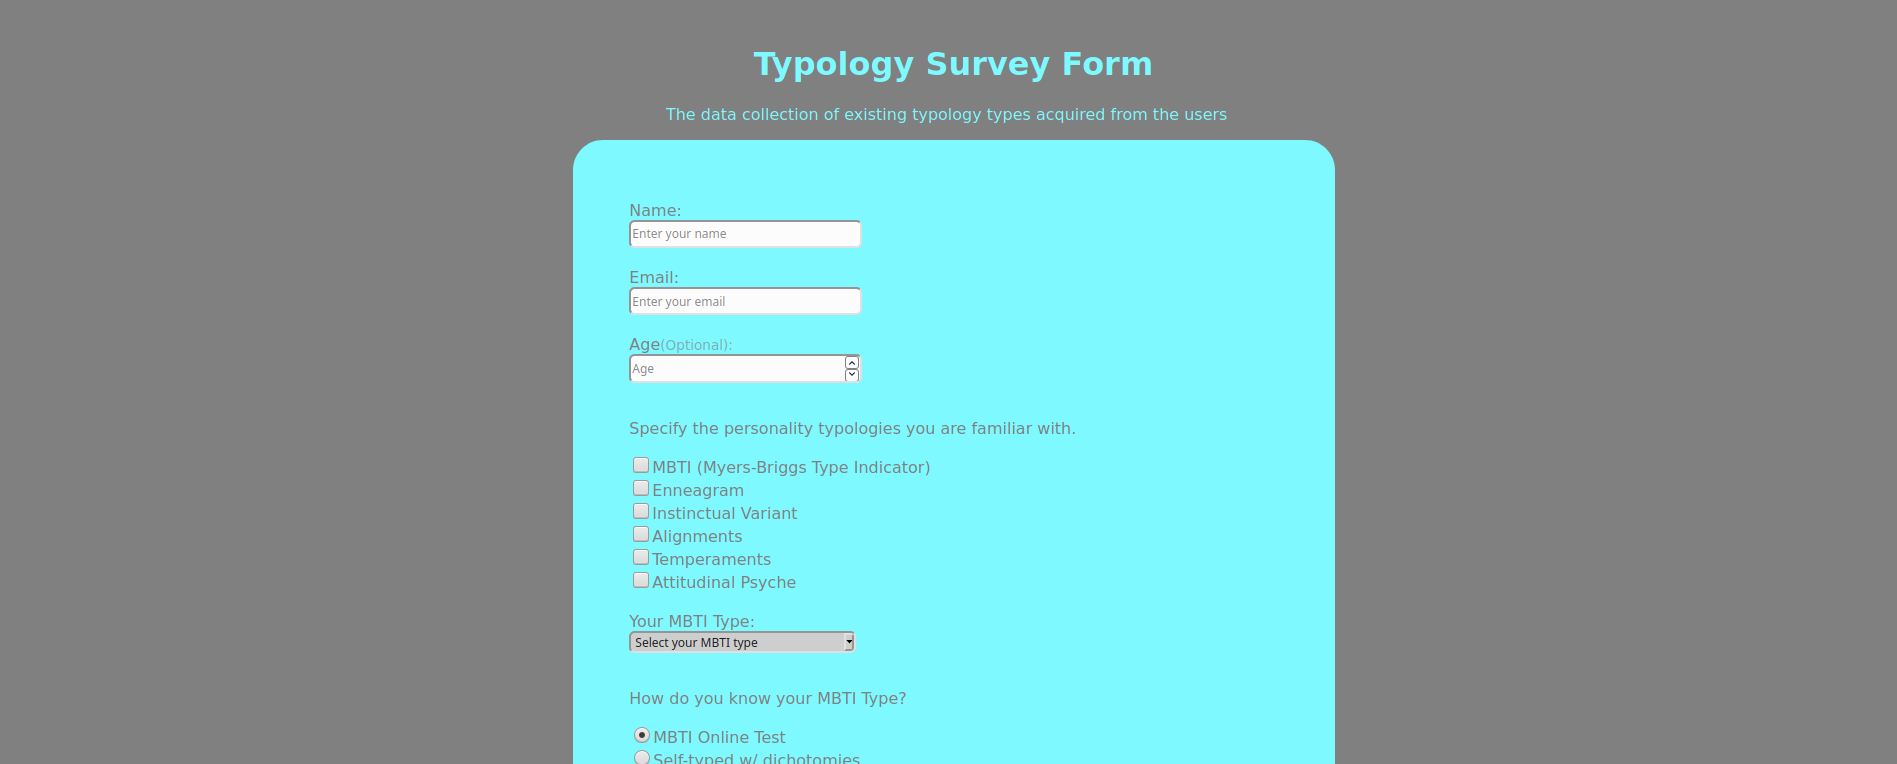 Typology Survey Form
The data collection of existing typology types acquired from the users
Name:
Enter your name
Email:
Enter your email
Age(Optional):
Age
Specify the personality typologies you are familiar with.
MBTI (Myers-Briggs Type Indicator)
Enneagram
Instinctual Variant
Alignments
Temperaments
Attitudinal Psyche
Your MBTI Type:
Select your MBTI type
How do you know your MBTI Type?
MBTI Online Test
Self-typed w/ dichotomies